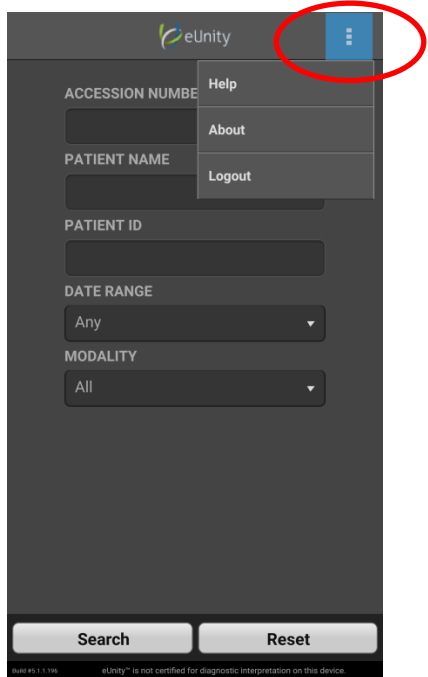 eUnity
Help
ACCESSION NUMBE
About
PATIENT NAME
Logout
PATIENT ID
DATE RANGE
Any
MODALITY
All
Search
Reset
Build #5.1.1.196
eUnity™ is not certified for diagnostic interpretation on this device.